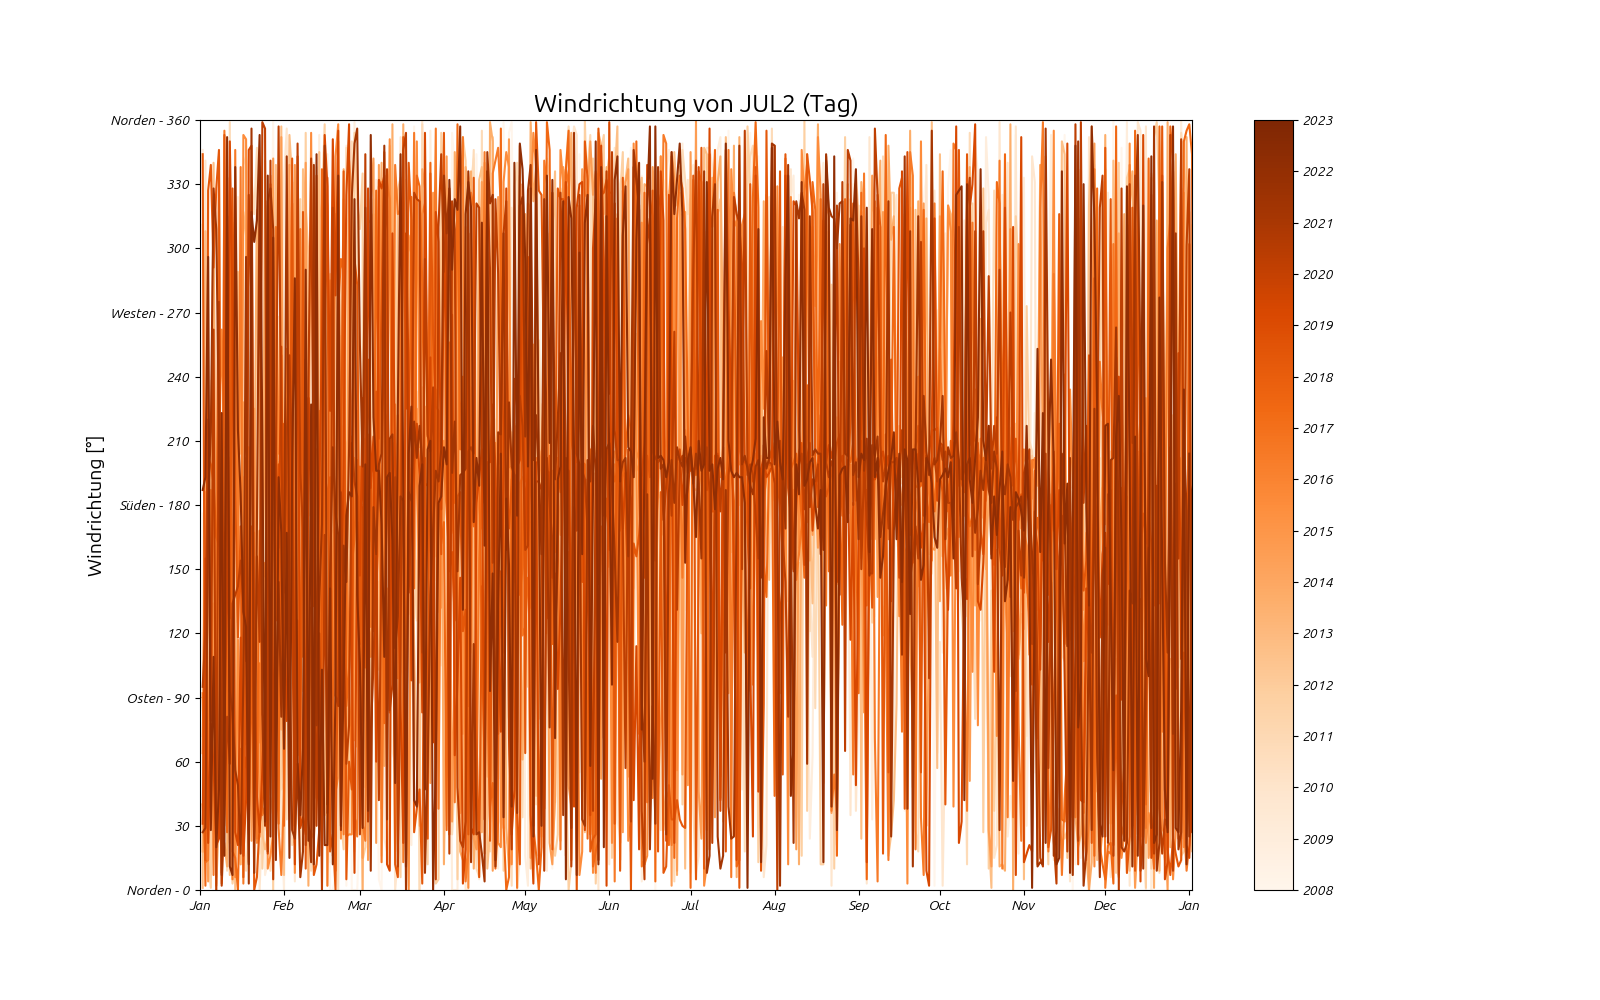 Windrichtung von JUL2 (Tag)
Windrichtung [°]
Norden - 360
330
300
Westen - 270
240
210
Süden - 180
150
120
Osten - 90
60
30
Norden - 0
Jan
Feb
Mar
Apr
May
Jun
Jul
Aug
Sep
Oct
Nov
Dec
Jan
2023
2022
2021
2020
2019
2018
2017
2016
2015
2014
2013
2012
2011
2010
2009
2008